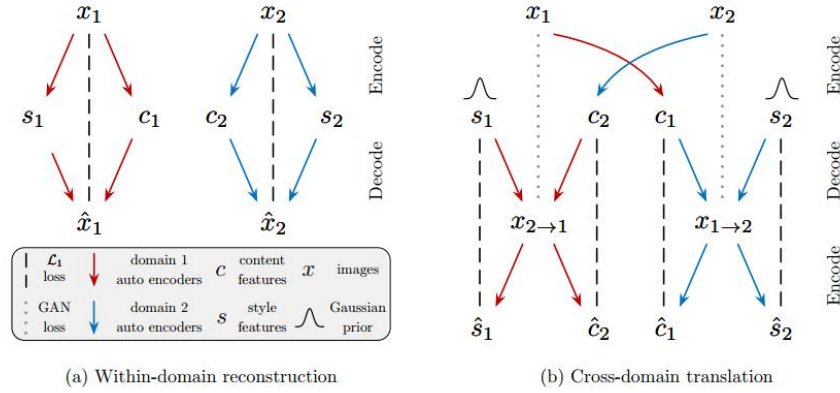 x₁ x₂
Encode
s₁ c₁ c₂ s₂
Decode
x̂₁ x̂₂
𝓛₁ loss
domain 1 auto encoders
c content features
x images
GAN loss
domain 2 auto encoders
s style features
Gaussian prior
(a) Within-domain reconstruction
x₁ x₂
Encode
s₁ c₂ c₁ s₂
Decode
x₂→₁ x₁→₂
Encode
ŝ₁ ĉ₂ ĉ₁ ŝ₂
(b) Cross-domain translation